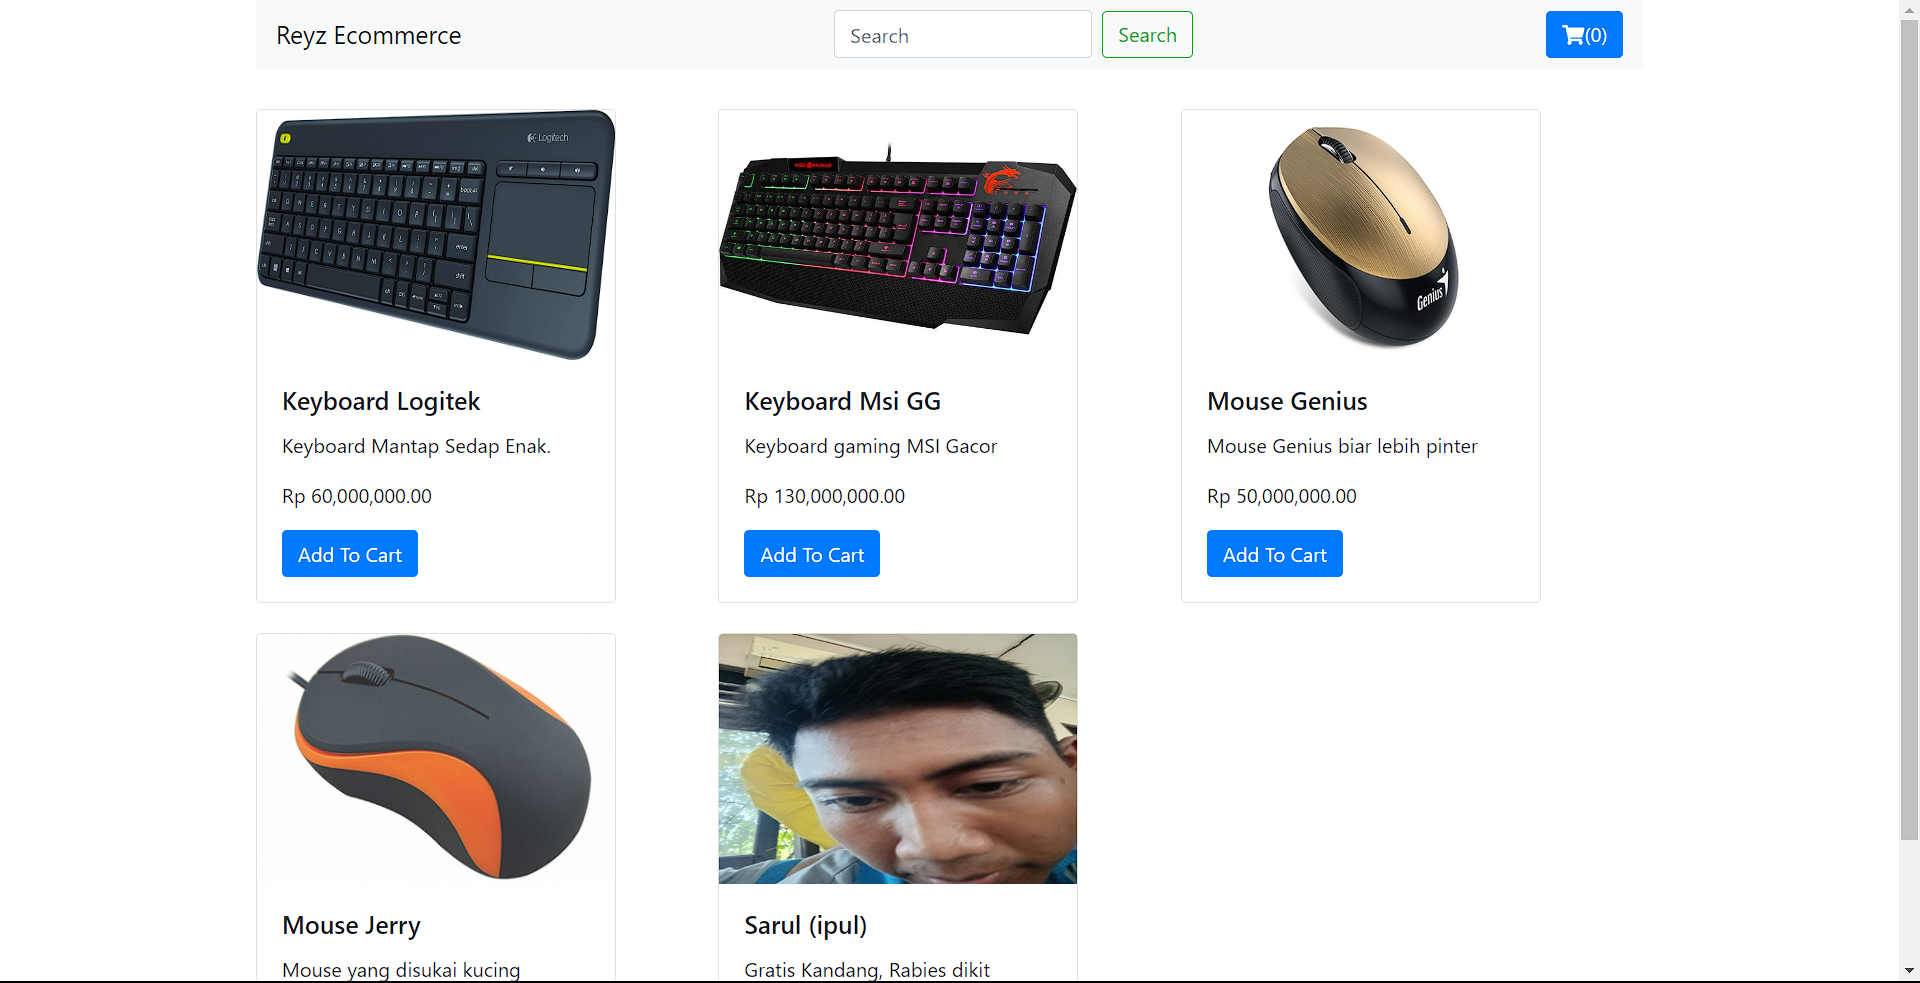 Reyz Ecommerce
Search
Search
(0)
Logitech
Genius
Keyboard Logitek
Keyboard Mantap Sedap Enak.
Rp 60,000,000.00
Add To Cart
Keyboard Msi GG
Keyboard gaming MSI Gacor
Rp 130,000,000.00
Add To Cart
Mouse Genius
Mouse Genius biar lebih pinter
Rp 50,000,000.00
Add To Cart
Mouse Jerry
Mouse yang disukai kucing
Sarul (ipul)
Gratis Kandang, Rabies dikit